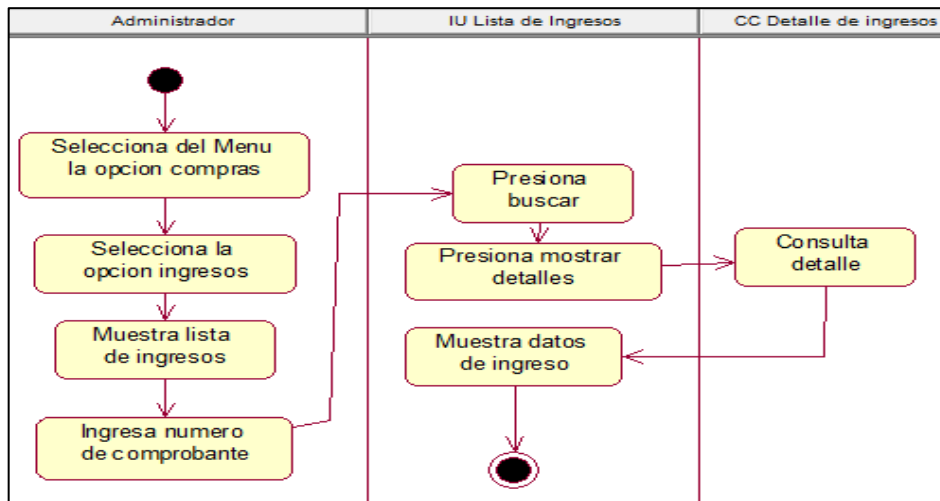 Administrador
IU Lista de Ingresos
CC Detalle de ingresos
Selecciona del Menu
la opcion compras
Selecciona la
opcion ingresos
Muestra lista
de ingresos
Ingresa numero
de comprobante
Presiona
buscar
Presiona mostrar
detalles
Consulta
detalle
Muestra datos
de ingreso